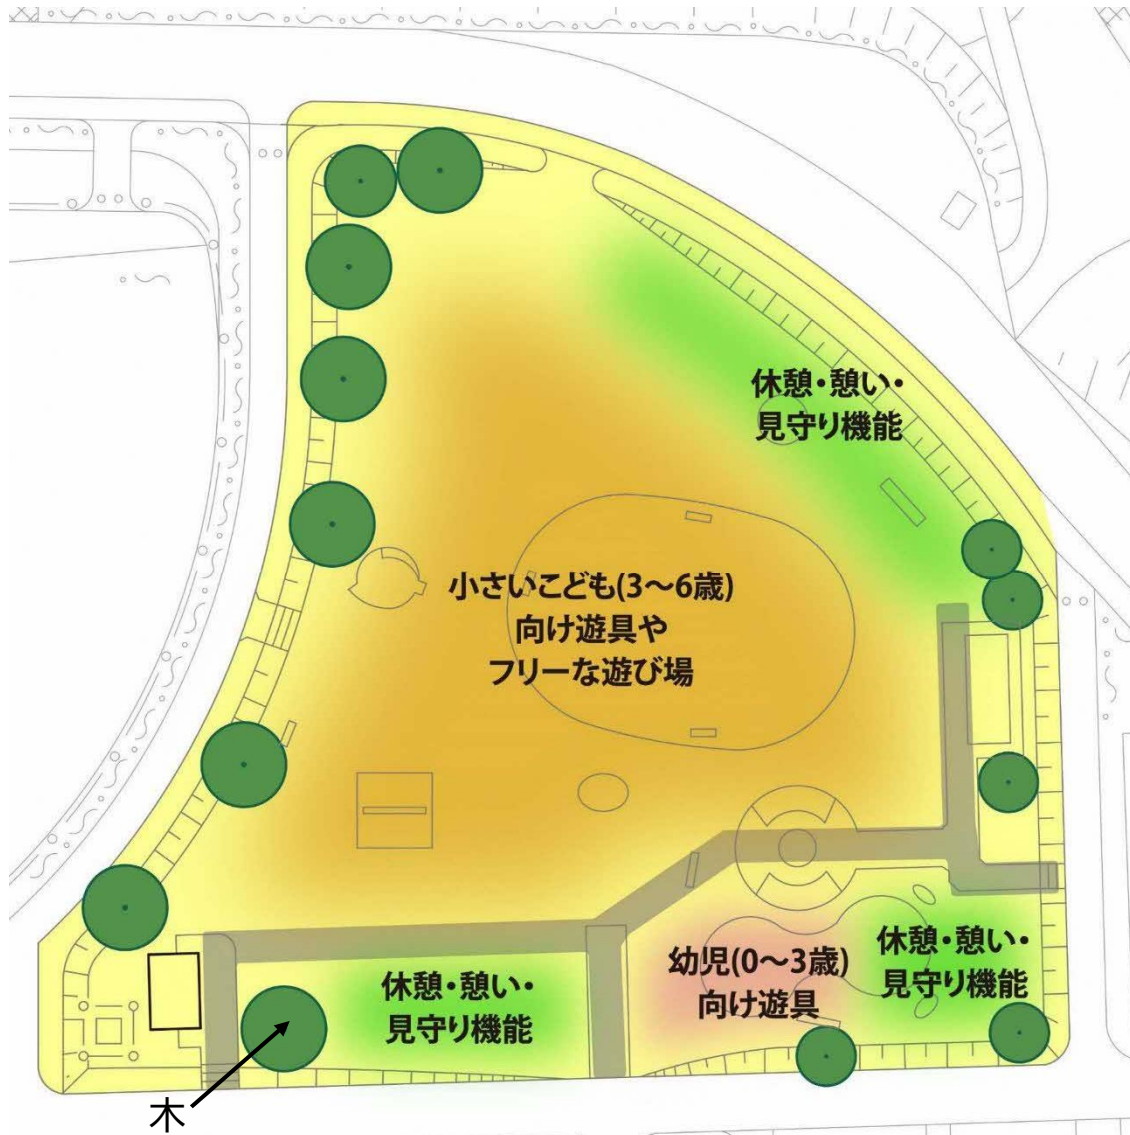 休憩・憩い・
見守り機能
小さいこども(3〜6歳)
向け遊具や
フリーな遊び場
幼児(0〜3歳)
向け遊具
休憩・憩い・
見守り機能
休憩・憩い・
見守り機能
木